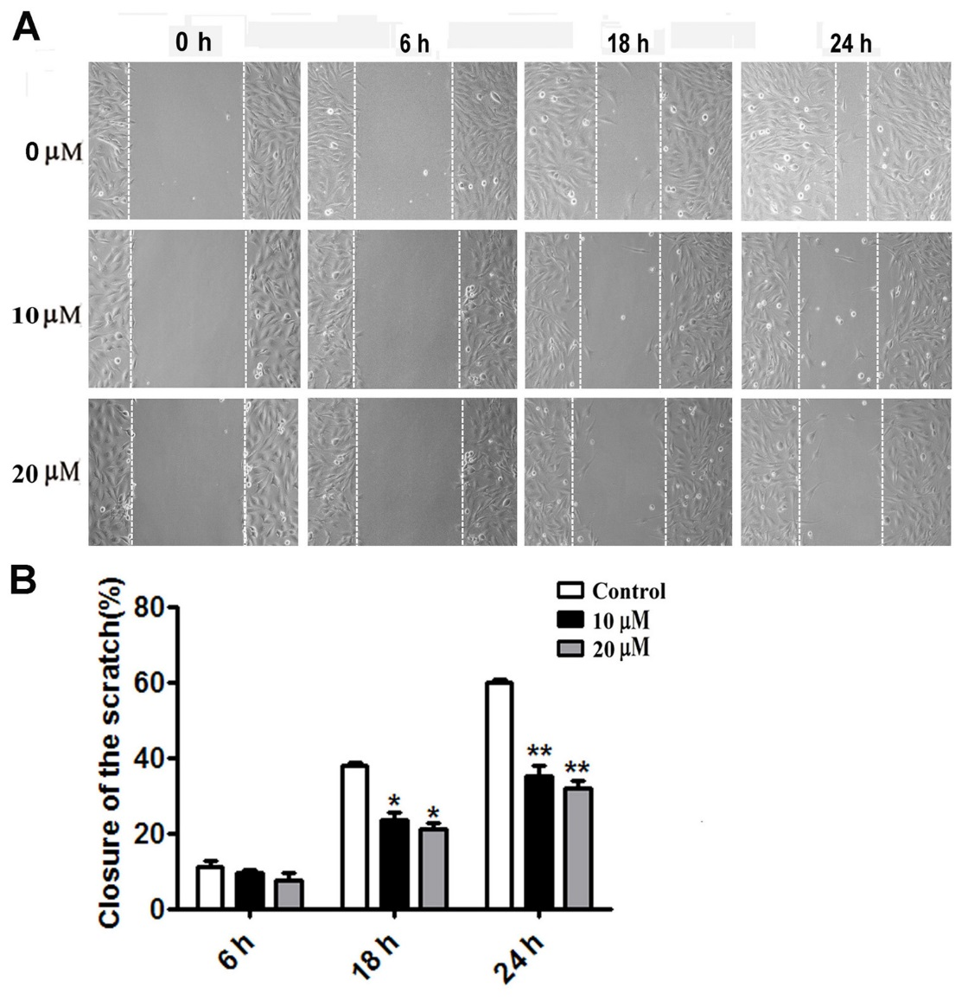 A
0 h 6 h 18 h 24 h
0 μM
10 μM
20 μM
B
Closure of the scratch(%)
80
60
40
20
0
Control
10 μM
20 μM
* *
** **
6 h 18 h 24 h